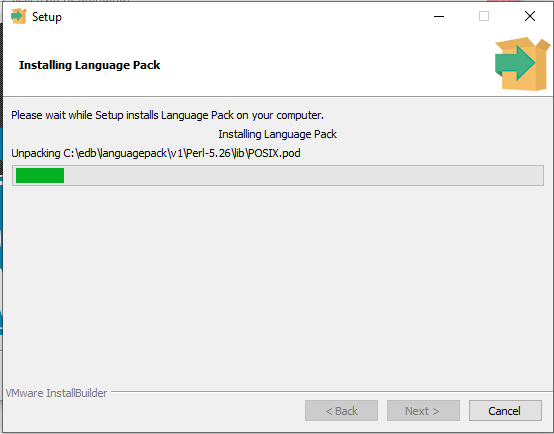 Setup
Installing Language Pack
Please wait while Setup installs Language Pack on your computer.
Installing Language Pack
Unpacking C:\edb\languagepack\v1\Perl-5.26\lib\POSIX.pod
VMware InstallBuilder
< Back
Next >
Cancel